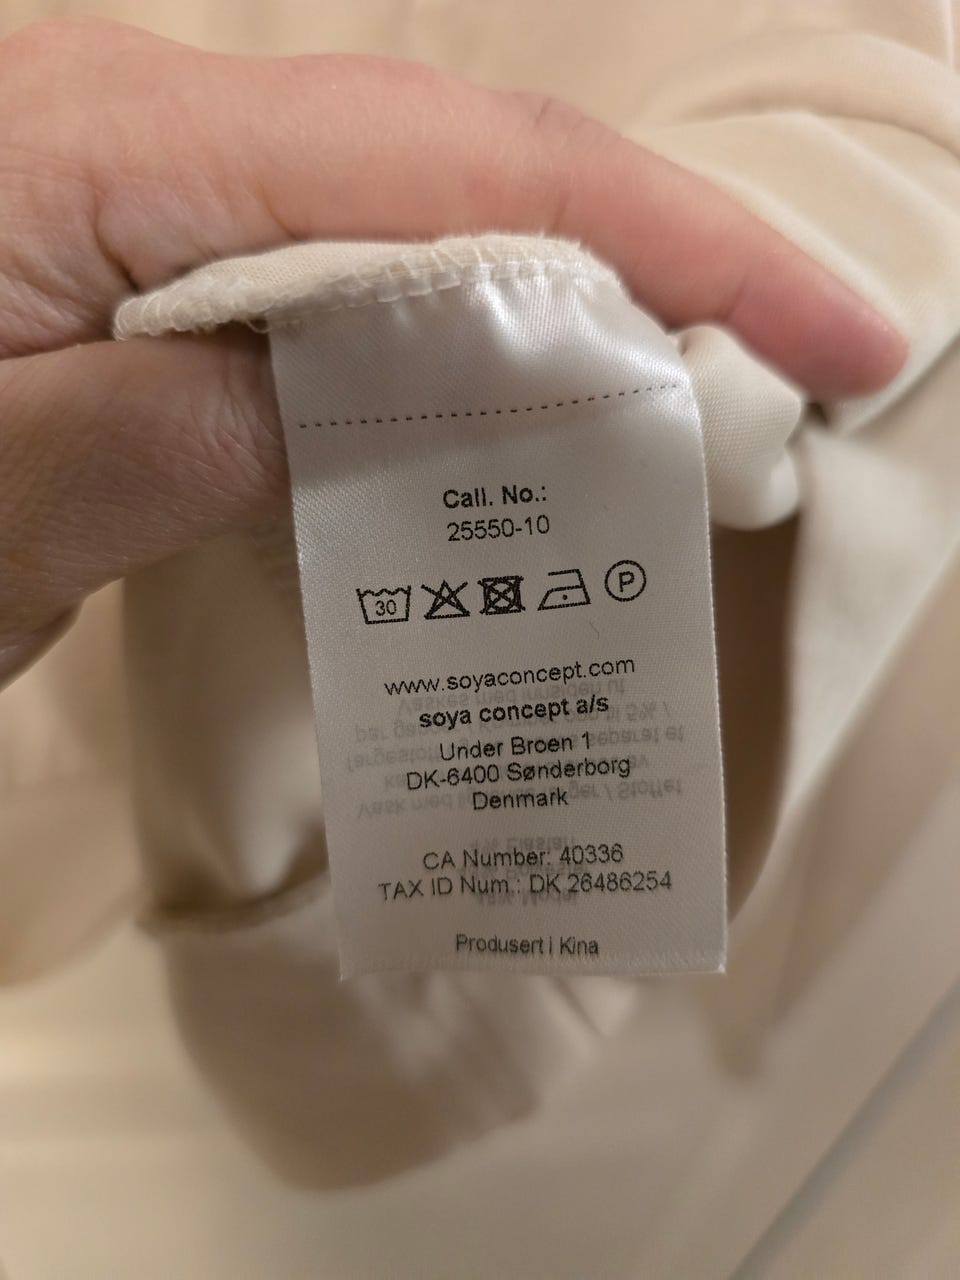 Call. No.:
25550-10
30 P
www.soyaconcept.com
soya concept a/s
Under Broen 1
DK-6400 Sønderborg
Denmark
CA Number: 40336
TAX ID Num.: DK 26486254
Produsert i Kina